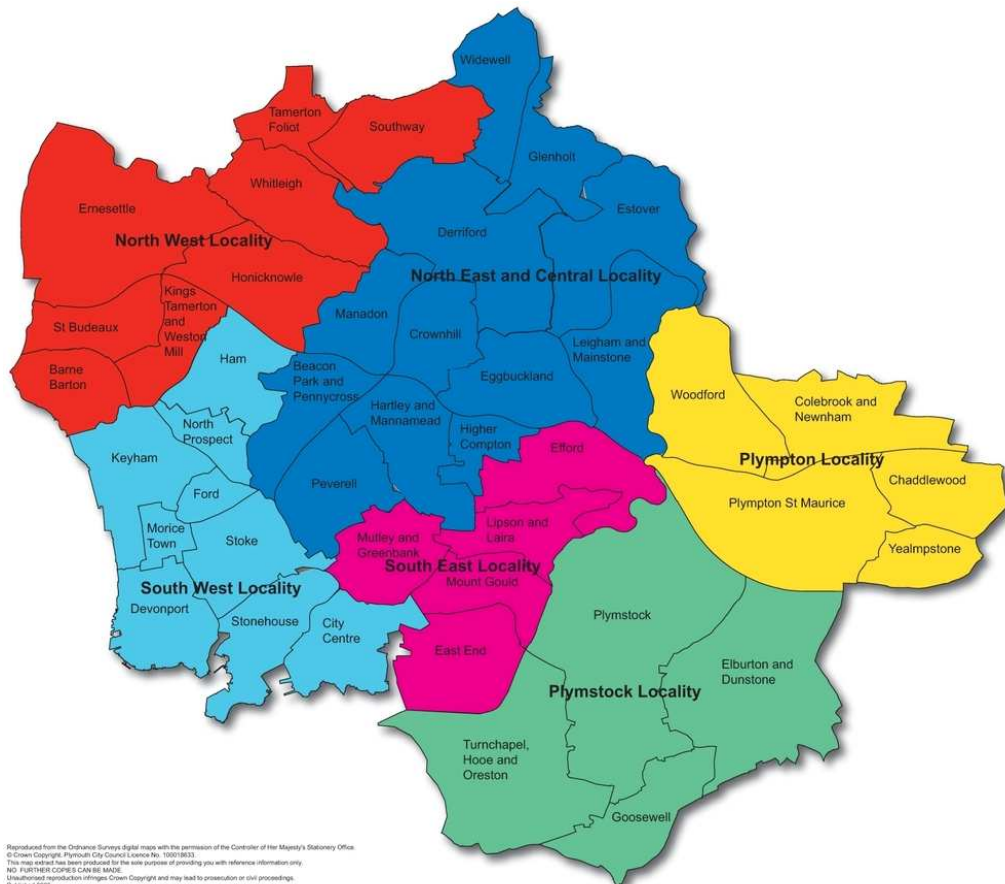 Widewell
Tamerton
Foliot
Southway
Glenholt
Whitleigh
Ernesettle
Estover
Derriford
North West Locality
North East and Central Locality
Honicknowle
Kings
Tamerton
and
Weston
Mill
St Budeaux
Manadon
Crownhill
Leigham and
Mainstone
Ham
Barne
Barton
Beacon
Park and
Pennycross
Eggbuckland
Woodford
Colebrook and
Newnham
Hartley and
Mannamead
North
Prospect
Higher
Compton
Efford
Keyham
Plympton Locality
Peverell
Ford
Chaddlewood
Plympton St Maurice
Morice
Town
Stoke
Mutley and
Greenbank
Lipson and
Laira
Yealmpstone
South East Locality
Mount Gould
South West Locality
Devonport
Stonehouse
City
Centre
Plymstock
East End
Elburton and
Dunstone
Plymstock Locality
Turnchapel,
Hooe and
Oreston
Goosewell
Reproduced from the Ordnance Surveys digital maps with the permission of the Controller of Her Majesty's Stationery Office.
© Crown Copyright. Plymouth City Council Licence No. 100018633.
This map extract has been produced for the sole purpose of providing you with reference information only.
NO FURTHER COPIES CAN BE MADE.
Unauthorised reproduction infringes Crown Copyright and may lead to prosecution or civil proceedings.